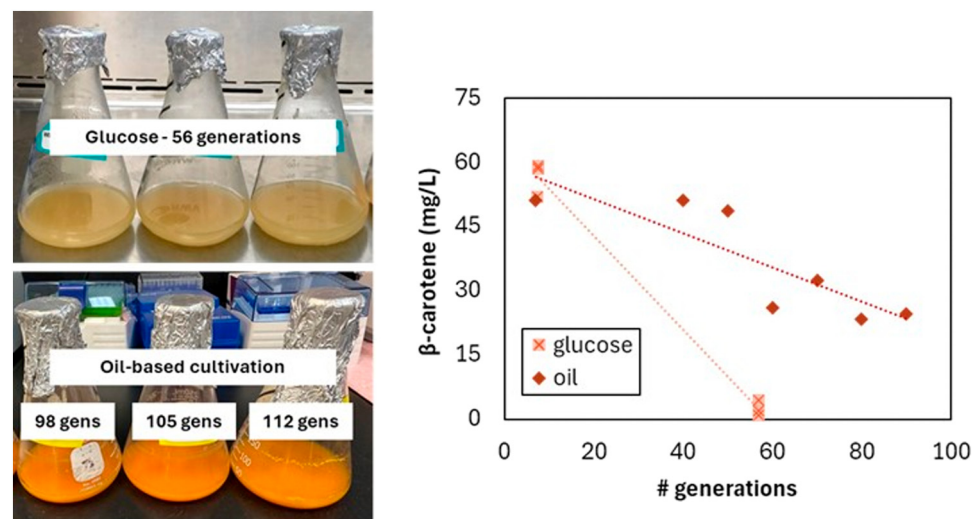 Glucose - 56 generations
Oil-based cultivation
98 gens
105 gens
112 gens
75
60
45
30
15
0
β-carotene (mg/L)
glucose
oil
0 20 40 60 80 100
# generations